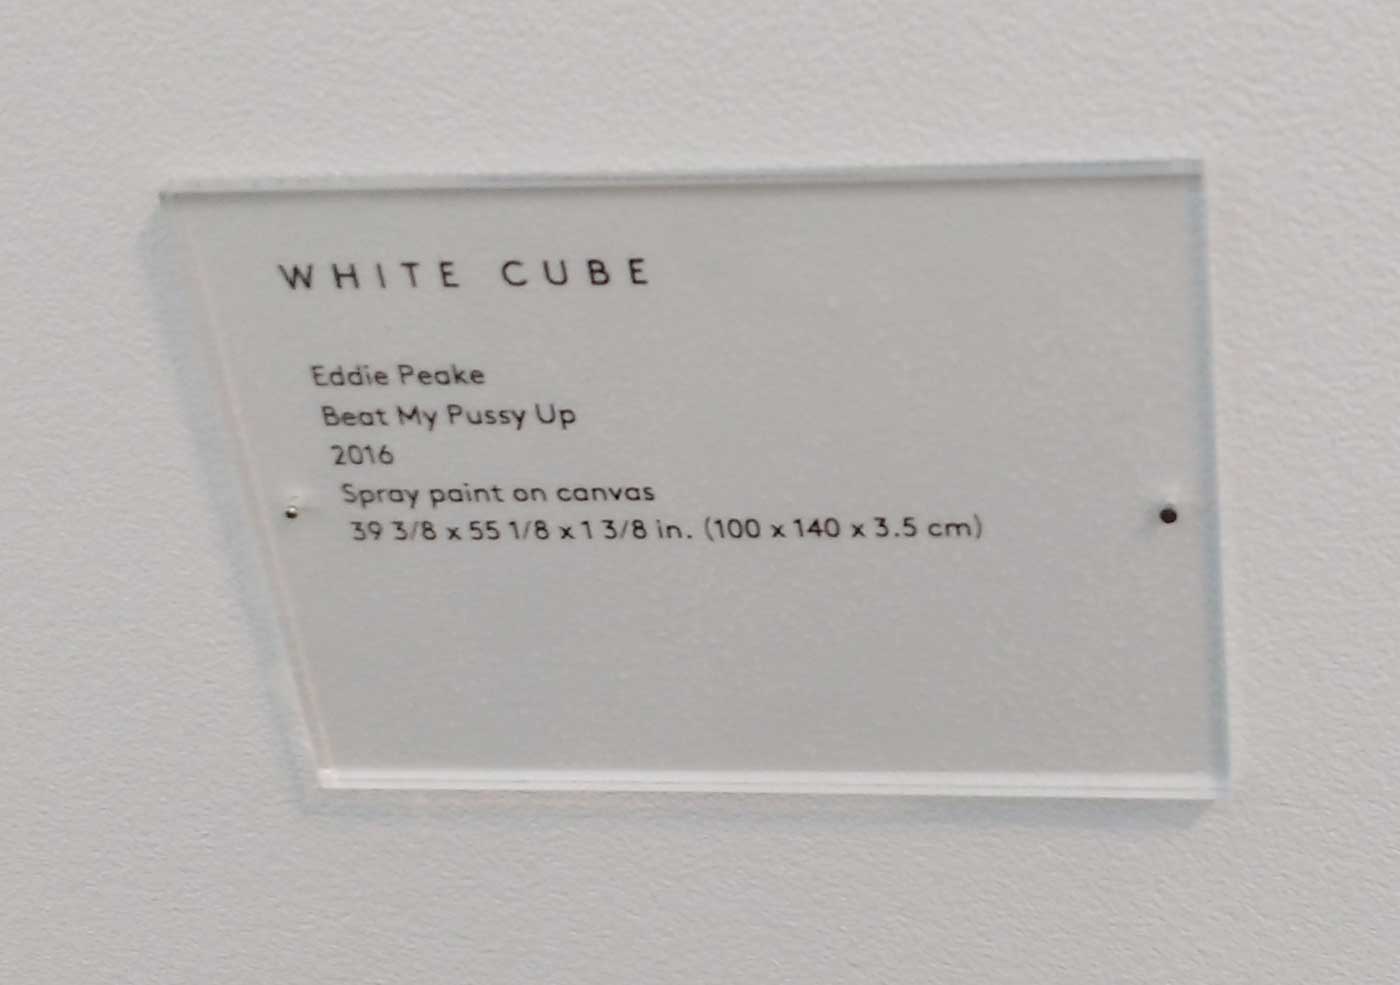 WHITE CUBE
Eddie Peake
Beat My Pussy Up
2016
Spray paint on canvas
39 3/8 x 55 1/8 x 1 3/8 in. (100 x 140 x 3.5 cm)